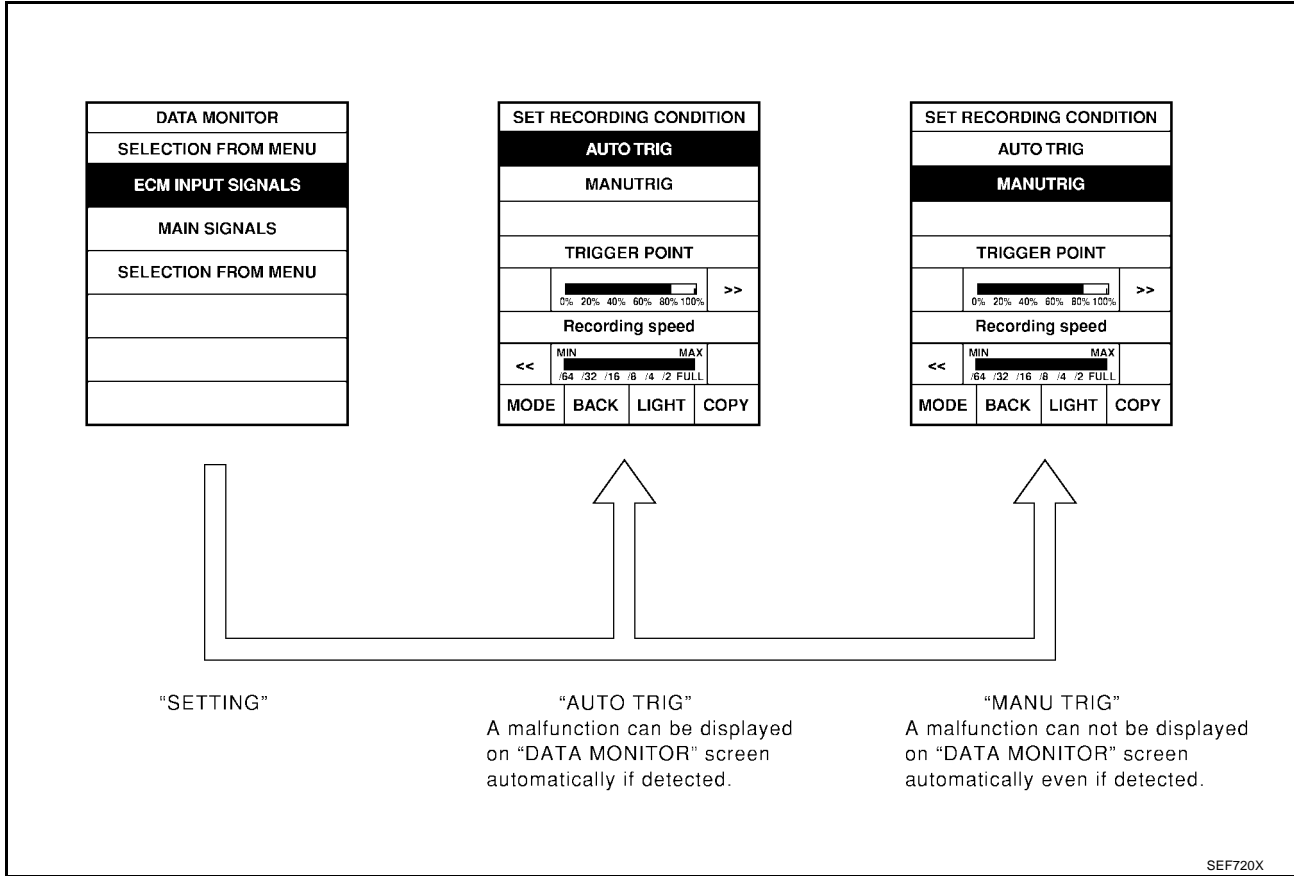 DATA MONITOR
SELECTION FROM MENU
ECM INPUT SIGNALS
MAIN SIGNALS
SELECTION FROM MENU
SET RECORDING CONDITION
AUTO TRIG
MANUTRIG
TRIGGER POINT
>>
0% 20% 40% 60% 80% 100%
Recording speed
MIN MAX
<<
/64 /32 /16 /8 /4 /2 FULL
MODE BACK LIGHT COPY
SET RECORDING CONDITION
AUTO TRIG
MANUTRIG
TRIGGER POINT
>>
0% 20% 40% 60% 80% 100%
Recording speed
MIN MAX
<<
/64 /32 /16 /8 /4 /2 FULL
MODE BACK LIGHT COPY
“SETTING”
“AUTO TRIG”
A malfunction can be displayed
on “DATA MONITOR” screen
automatically if detected.
“MANU TRIG”
A malfunction can not be displayed
on “DATA MONITOR” screen
automatically even if detected.
SEF720X